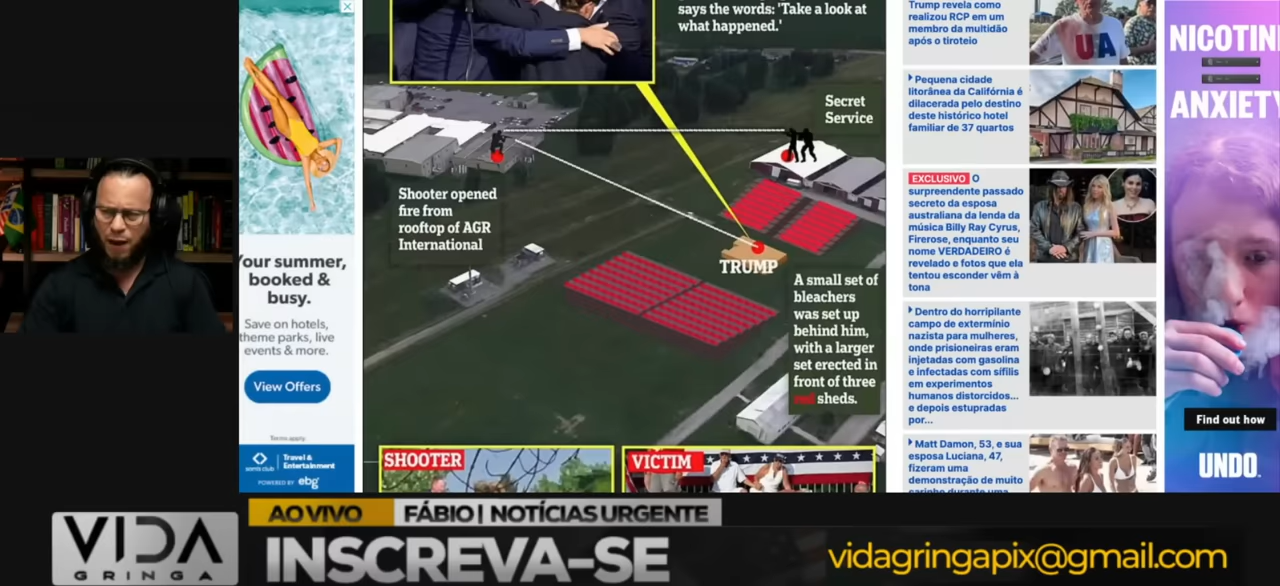 says the words: 'Take a look at
what happened.'
Secret
Service
Shooter opened
fire from
rooftop of AGR
International
TRUMP
A small set of
bleachers
was set up
behind him,
with a larger
set erected in
front of three
red sheds.
SHOOTER
VICTIM
Your summer,
booked &
busy.
Save on hotels,
theme parks, live
events & more.
View Offers
Terms apply.
sam's club
Travel &
Entertainment
POWERED BY ebg
Trump revela como
realizou RCP em um
membro da multidão
após o tiroteio
Pequena cidade
litorânea da Califórnia é
dilacerada pelo destino
deste histórico hotel
familiar de 37 quartos
EXCLUSIVO O
surpreendente passado
secreto da esposa
australiana da lenda da
música Billy Ray Cyrus,
Firerose, enquanto seu
nome VERDADEIRO é
revelado e fotos que ela
tentou esconder vêm à
tona
Dentro do horripilante
campo de extermínio
nazista para mulheres,
onde prisioneiras eram
injetadas com gasolina
e infectadas com sífilis
em experimentos
humanos distorcidos...
e depois estupradas
por...
Matt Damon, 53, e sua
esposa Luciana, 47,
fizeram uma
demonstração de muito
UA
NICOTIN
ANXIETY
Find out how
UNDO.
VIDA
GRINGA
AO VIVO
FÁBIO | NOTÍCIAS URGENTE
INSCREVA-SE
vidagringapix@gmail.com